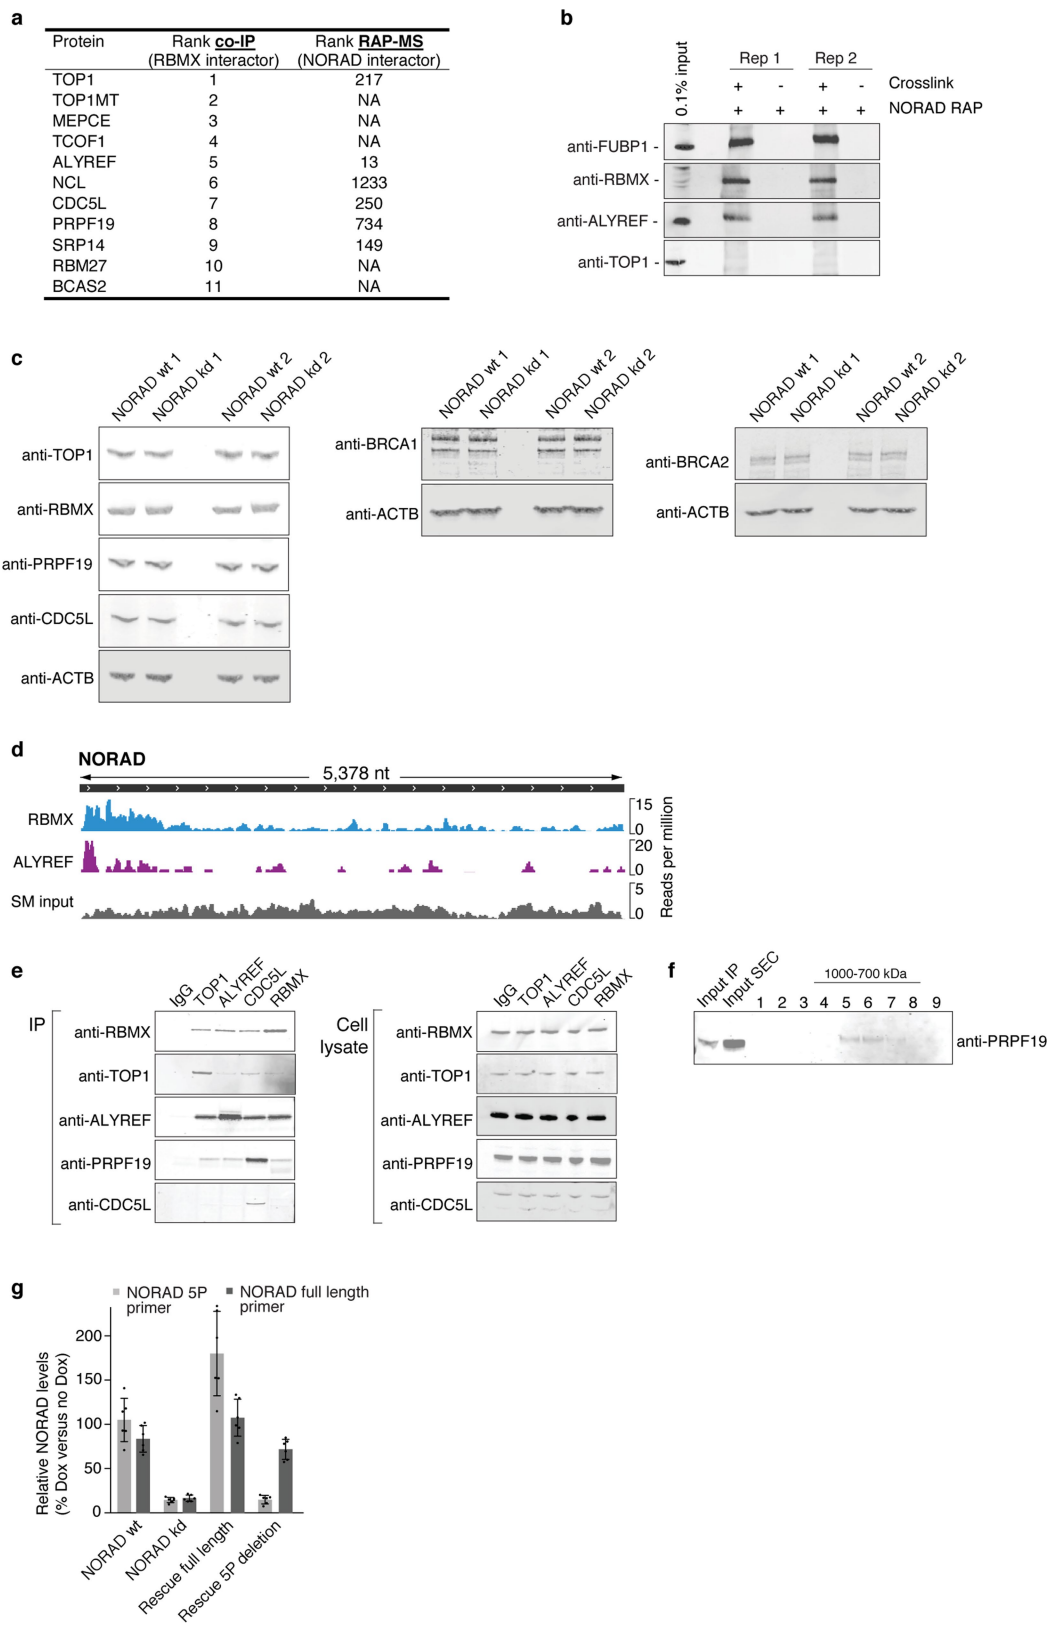 a
Protein Rank co-IP Rank RAP-MS
(RBMX interactor) (NORAD interactor)
TOP1 1 217
TOP1MT 2 NA
MEPCE 3 NA
TCOF1 4 NA
ALYREF 5 13
NCL 6 1233
CDC5L 7 250
PRPF19 8 734
SRP14 9 149
RBM27 10 NA
BCAS2 11 NA
b
0.1% input
Rep 1 Rep 2
+ - + - Crosslink
+ + + + NORAD RAP
anti-FUBP1 -
anti-RBMX -
anti-ALYREF -
anti-TOP1 -
c
NORAD wt 1 NORAD kd 1 NORAD wt 2 NORAD kd 2
anti-TOP1
anti-RBMX
anti-PRPF19
anti-CDC5L
anti-ACTB
NORAD wt 1 NORAD kd 1 NORAD wt 2 NORAD kd 2
anti-BRCA1
anti-ACTB
NORAD wt 1 NORAD kd 1 NORAD wt 2 NORAD kd 2
anti-BRCA2
anti-ACTB
d
NORAD
5,378 nt
RBMX 15
0
ALYREF 20
0
SM input 5
0
Reads per million
e
IgG TOP1 ALYREF CDC5L RBMX
IP
anti-RBMX
anti-TOP1
anti-ALYREF
anti-PRPF19
anti-CDC5L
IgG TOP1 ALYREF CDC5L RBMX
Cell
lysate
anti-RBMX
anti-TOP1
anti-ALYREF
anti-PRPF19
anti-CDC5L
f
Input IP Input SEC
1000-700 kDa
1 2 3 4 5 6 7 8 9
anti-PRPF19
g
NORAD 5P
primer
NORAD full length
primer
Relative NORAD levels
(% Dox versus no Dox)
200
150
100
50
0
NORAD wt
NORAD kd
Rescue full length
Rescue 5P deletion